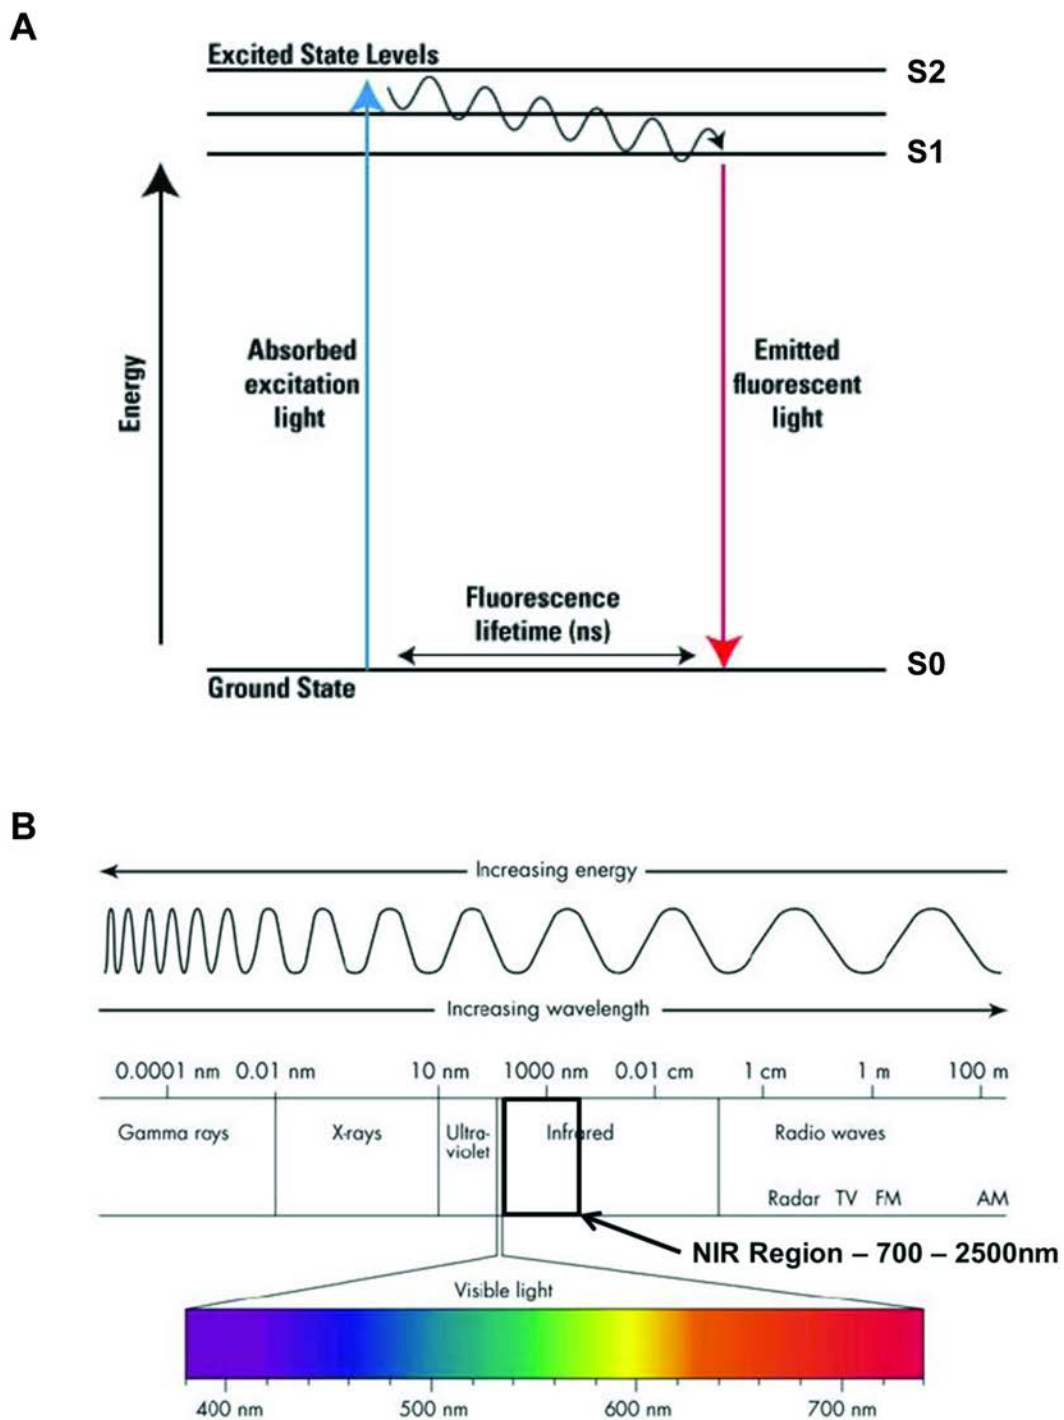 A
Excited State Levels
S2
S1
Energy
Absorbed
excitation
light
Emitted
fluorescent
light
Fluorescence
lifetime (ns)
S0
Ground State
B
Increasing energy
Increasing wavelength
0.0001 nm 0.01 nm 10 nm 1000 nm 0.01 cm 1 cm 1 m 100 m
Gamma rays X-rays Ultra- Infrared Radio waves
violet
Radar TV FM AM
NIR Region – 700 – 2500nm
Visible light
400 nm 500 nm 600 nm 700 nm